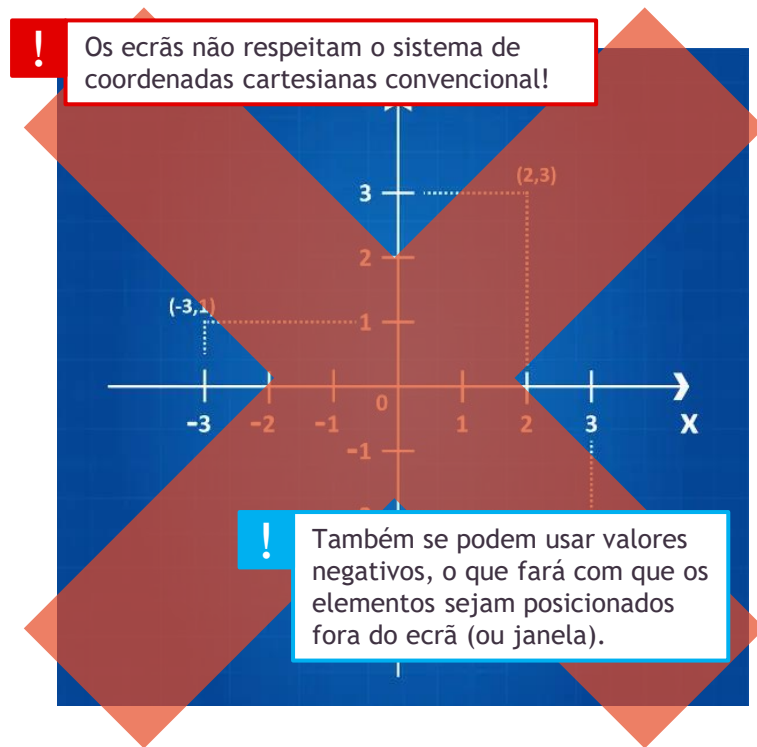 !
Os ecrãs não respeitam o sistema de
coordenadas cartesianas convencional!
(2,3)
3
2
(-3,1)
1
0
-3 -2 -1 1 2 3 X
-1
!
Também se podem usar valores
negativos, o que fará com que os
elementos sejam posicionados
fora do ecrã (ou janela).